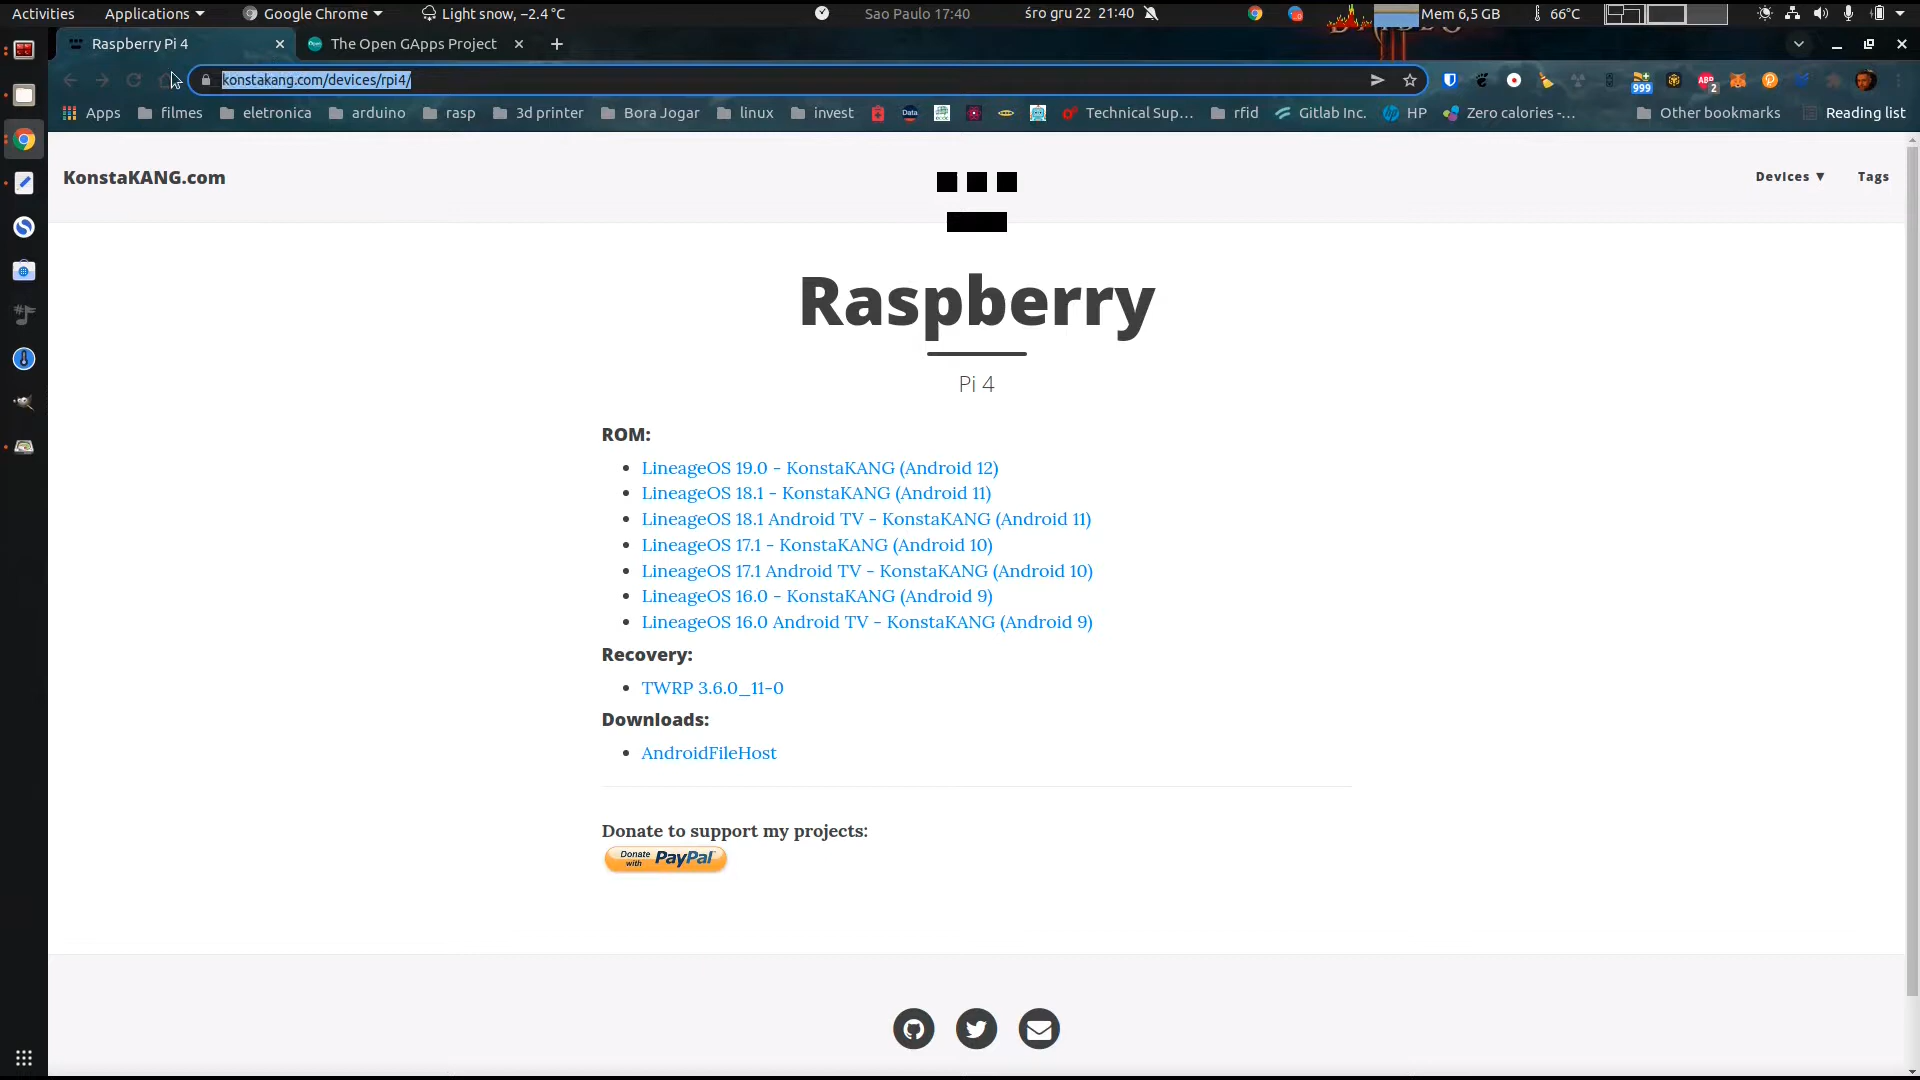 Activities
Applications
Google Chrome
Light snow, −2.4 °C
Sao Paulo 17:40
śro gru 22 21:40
Mem 6,5 GB
66°C
Raspberry Pi 4
The Open GApps Project
konstakang.com/devices/rpi4/
999
ABP
2
Apps
filmes
eletronica
arduino
rasp
3d printer
Bora Jogar
linux
invest
Data
Technical Sup...
rfid
Gitlab Inc.
HP
Zero calories -...
Other bookmarks
Reading list
KonstaKANG.com
Devices ▼
Tags
Raspberry
Pi 4
ROM:
LineageOS 19.0 - KonstaKANG (Android 12)
LineageOS 18.1 - KonstaKANG (Android 11)
LineageOS 18.1 Android TV - KonstaKANG (Android 11)
LineageOS 17.1 - KonstaKANG (Android 10)
LineageOS 17.1 Android TV - KonstaKANG (Android 10)
LineageOS 16.0 - KonstaKANG (Android 9)
LineageOS 16.0 Android TV - KonstaKANG (Android 9)
Recovery:
TWRP 3.6.0_11-0
Downloads:
AndroidFileHost
Donate to support my projects:
Donate with PayPal